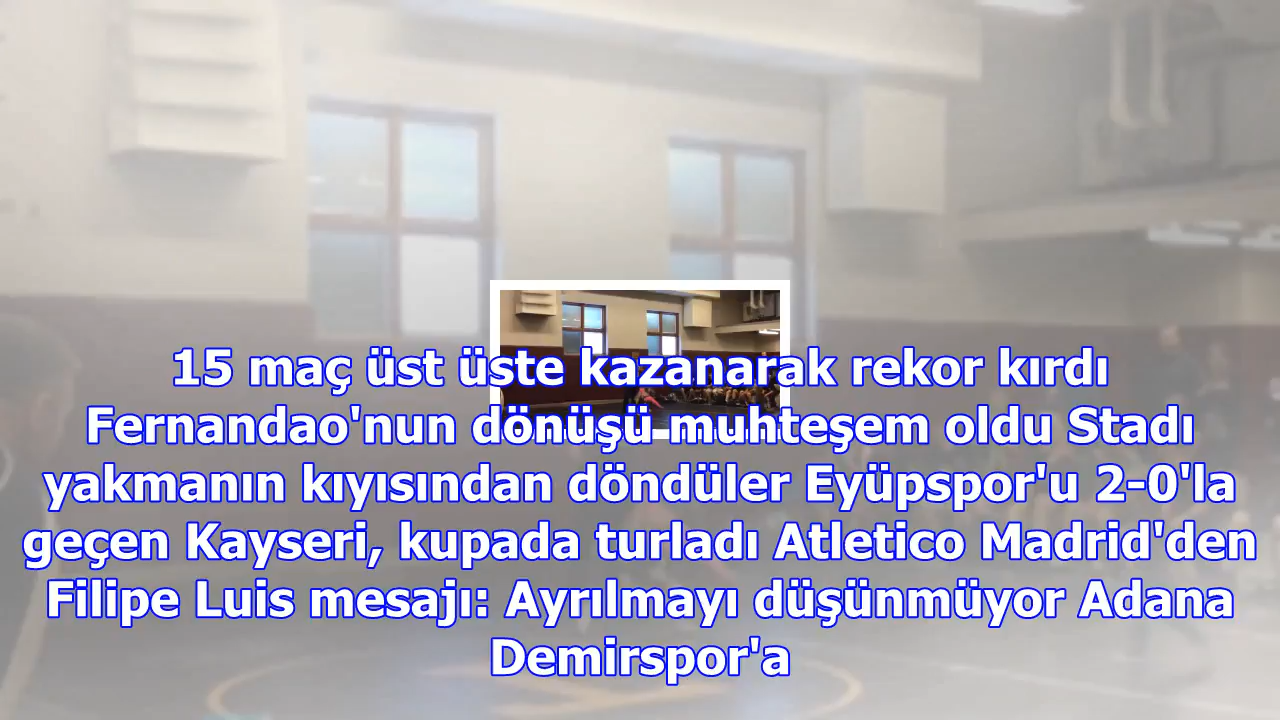 15 maç üst üste kazanarak rekor kırdı
Fernandao'nun dönüşü muhteşem oldu Stadı
yakmanın kıyısından döndüler Eyüpspor'u 2-0'la
geçen Kayseri, kupada turladı Atletico Madrid'den
Filipe Luis mesajı: Ayrılmayı düşünmüyor Adana
Demirspor'a